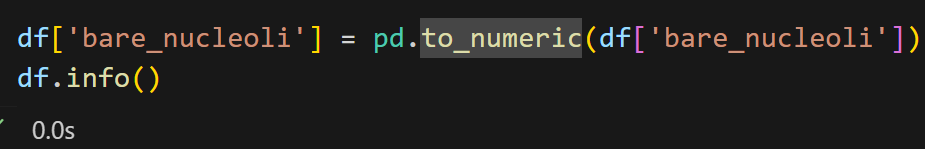 df['bare_nucleoli'] = pd.to_numeric(df['bare_nucleoli'])
df.info()
0.0s